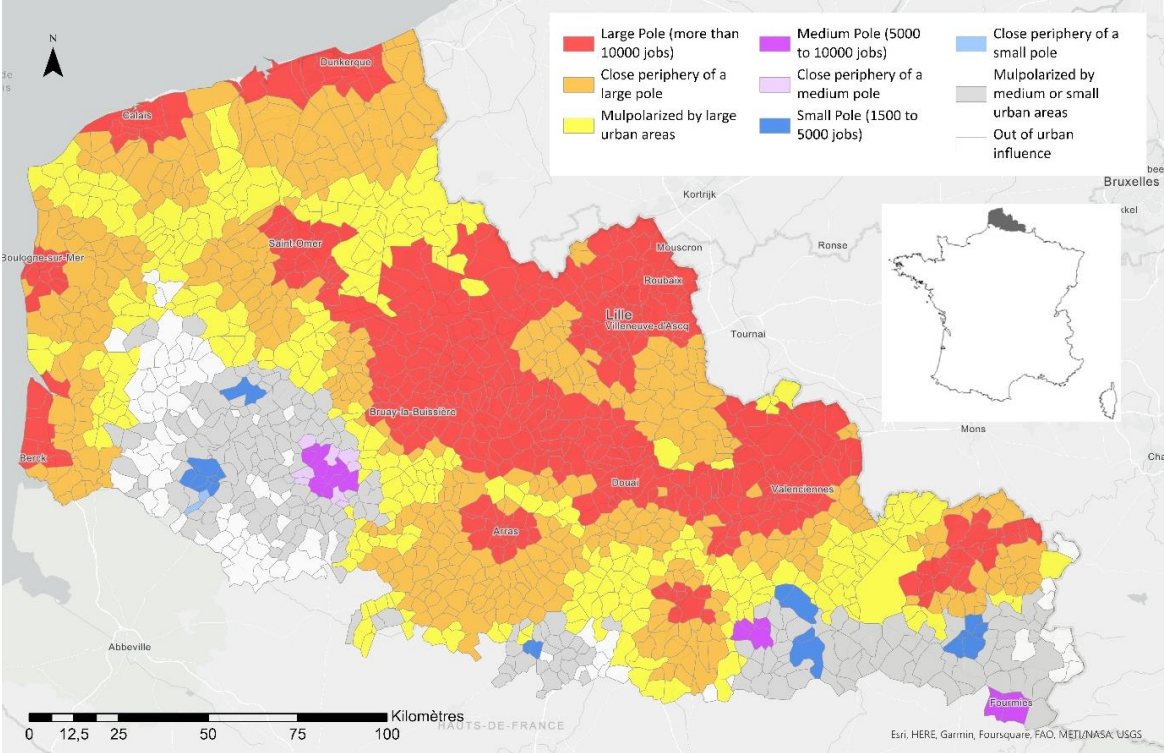 N
Large Pole (more than
10000 jobs)
Close periphery of a
large pole
Mulpolarized by large
urban areas
Medium Pole (5000
to 10000 jobs)
Close periphery of a
medium pole
Small Pole (1500 to
5000 jobs)
Close periphery of a
small pole
Mulpolarized by
medium or small
urban areas
Out of urban
influence
Dunkerque
Calais
Kortrijk
Bruxelles
Saint-Omer
Mouscron
Ronse
Boulogne-sur-Mer
Roubaix
Lille
Villeneuve-d'Ascq
Tournai
Bruay-la-Buissière
Mons
Berck
Douai
Valenciennes
Arras
Abbeville
Fourmies
Kilomètres
0 12,5 25 50 75 100
HAUTS-DE-FRANCE
Esri, HERE, Garmin, Foursquare, FAO, METI/NASA, USGS